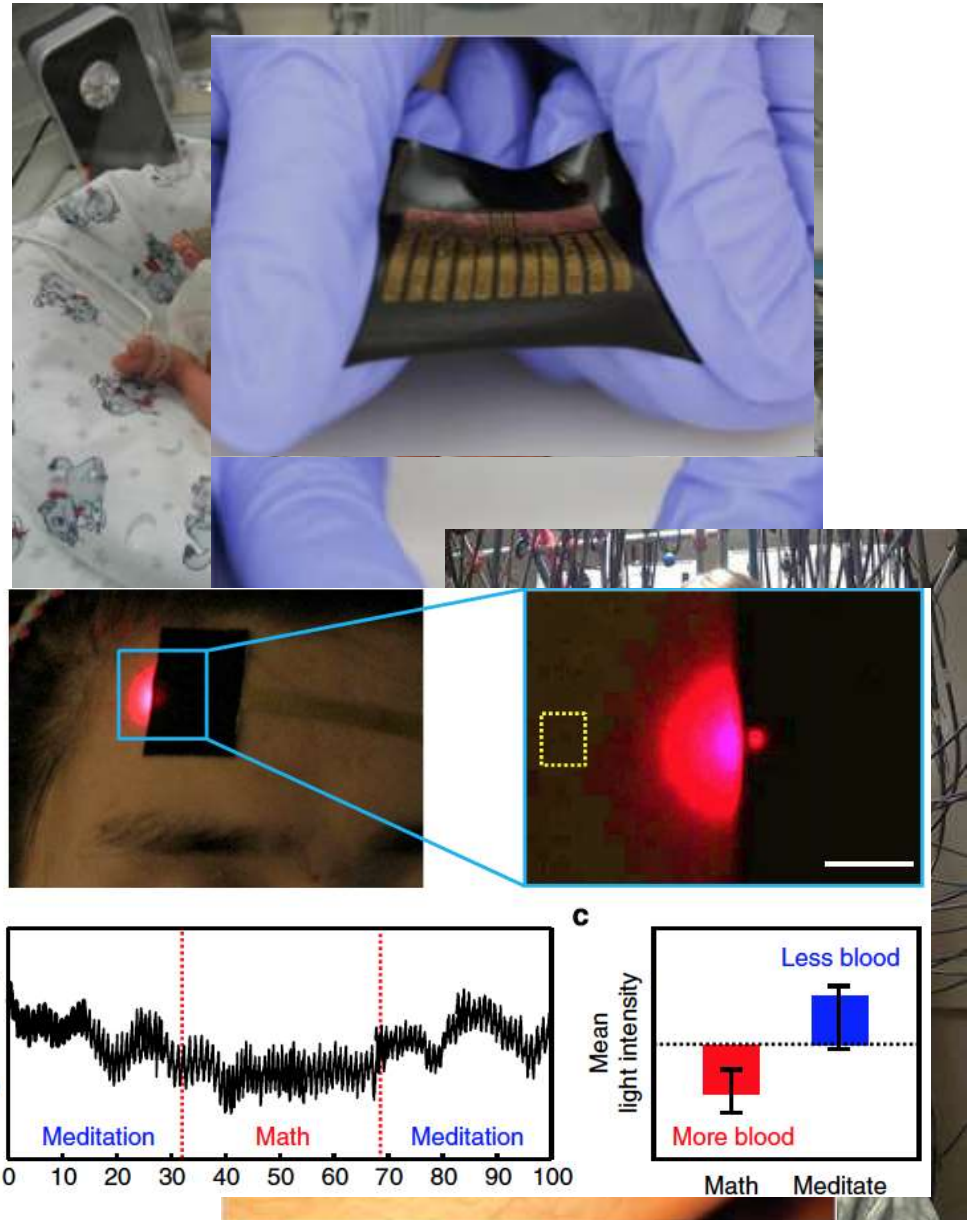 c
Less blood
Mean
light intensity
Meditation
Math
Meditation
More blood
0 10 20 30 40 50 60 70 80 90 100
Math
Meditate